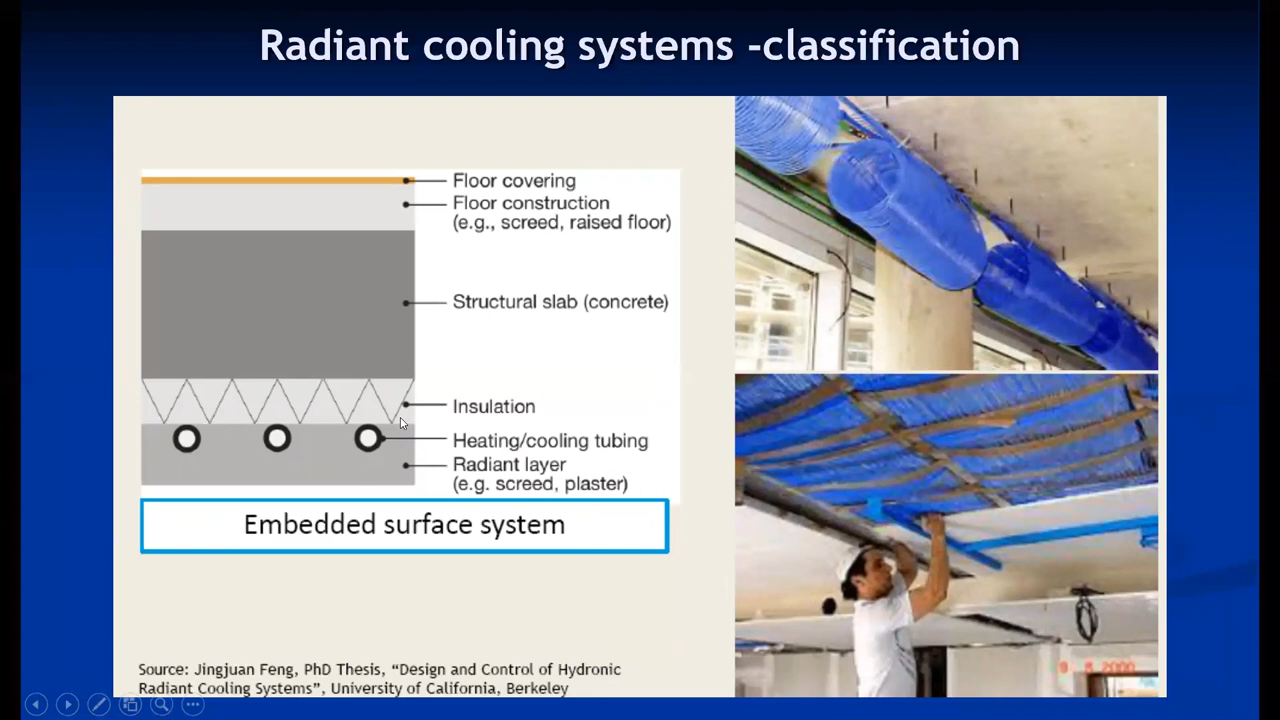 Radiant cooling systems -classification
Floor covering
Floor construction
(e.g., screed, raised floor)
Structural slab (concrete)
Insulation
Heating/cooling tubing
Radiant layer
(e.g. screed, plaster)
Embedded surface system
Source: Jingjuan Feng, PhD Thesis, “Design and Control of Hydronic
Radiant Cooling Systems”, University of California, Berkeley